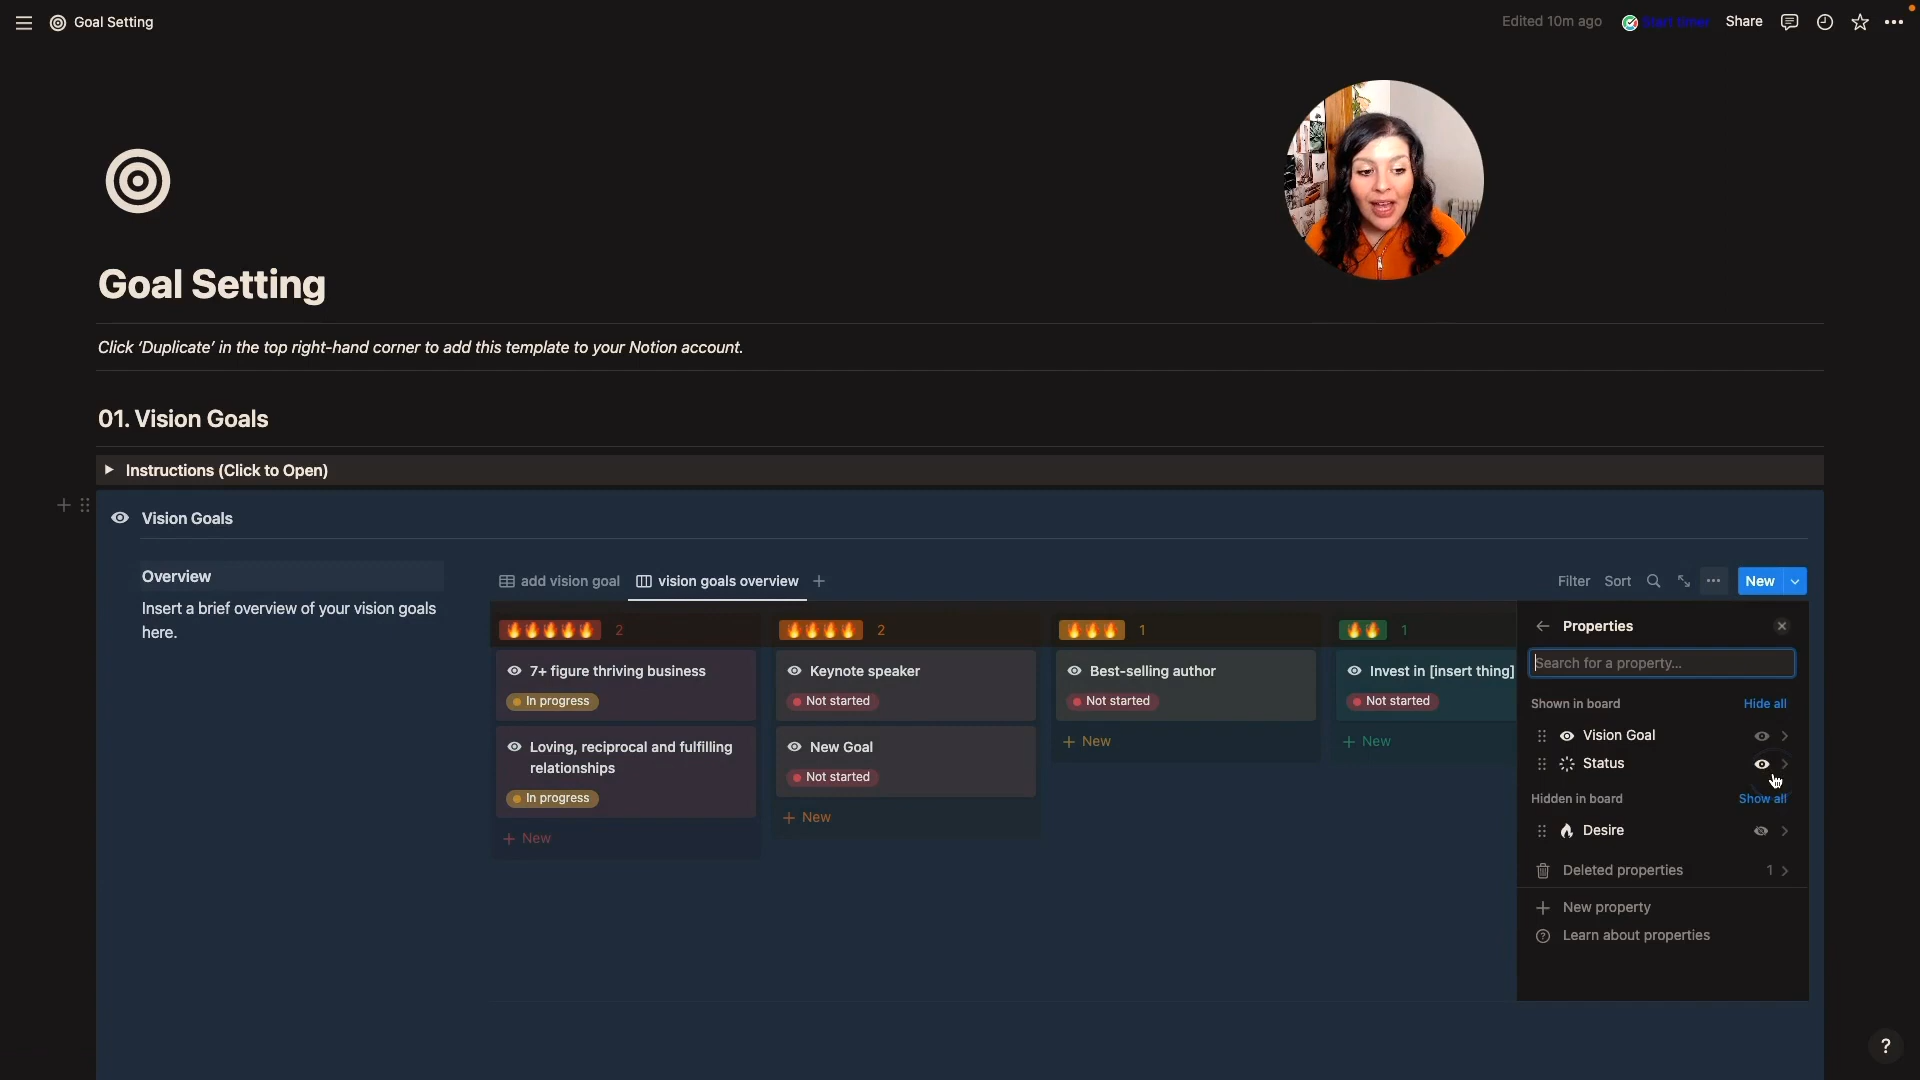 Goal Setting
Edited 10m ago
Start timer
Share
Goal Setting
Click ‘Duplicate’ in the top right-hand corner to add this template to your Notion account.
01. Vision Goals
Instructions (Click to Open)
Vision Goals
Overview
Insert a brief overview of your vision goals
here.
add vision goal
vision goals overview
Filter
Sort
New
2
2
1
1
7+ figure thriving business
In progress
Loving, reciprocal and fulfilling
relationships
In progress
New
Keynote speaker
Not started
New Goal
Not started
New
Best-selling author
Not started
New
Invest in [insert thing]
Not started
New
Properties
Search for a property...
Shown in board
Hide all
Vision Goal
Status
Hidden in board
Show all
Desire
Deleted properties
1
New property
Learn about properties
?